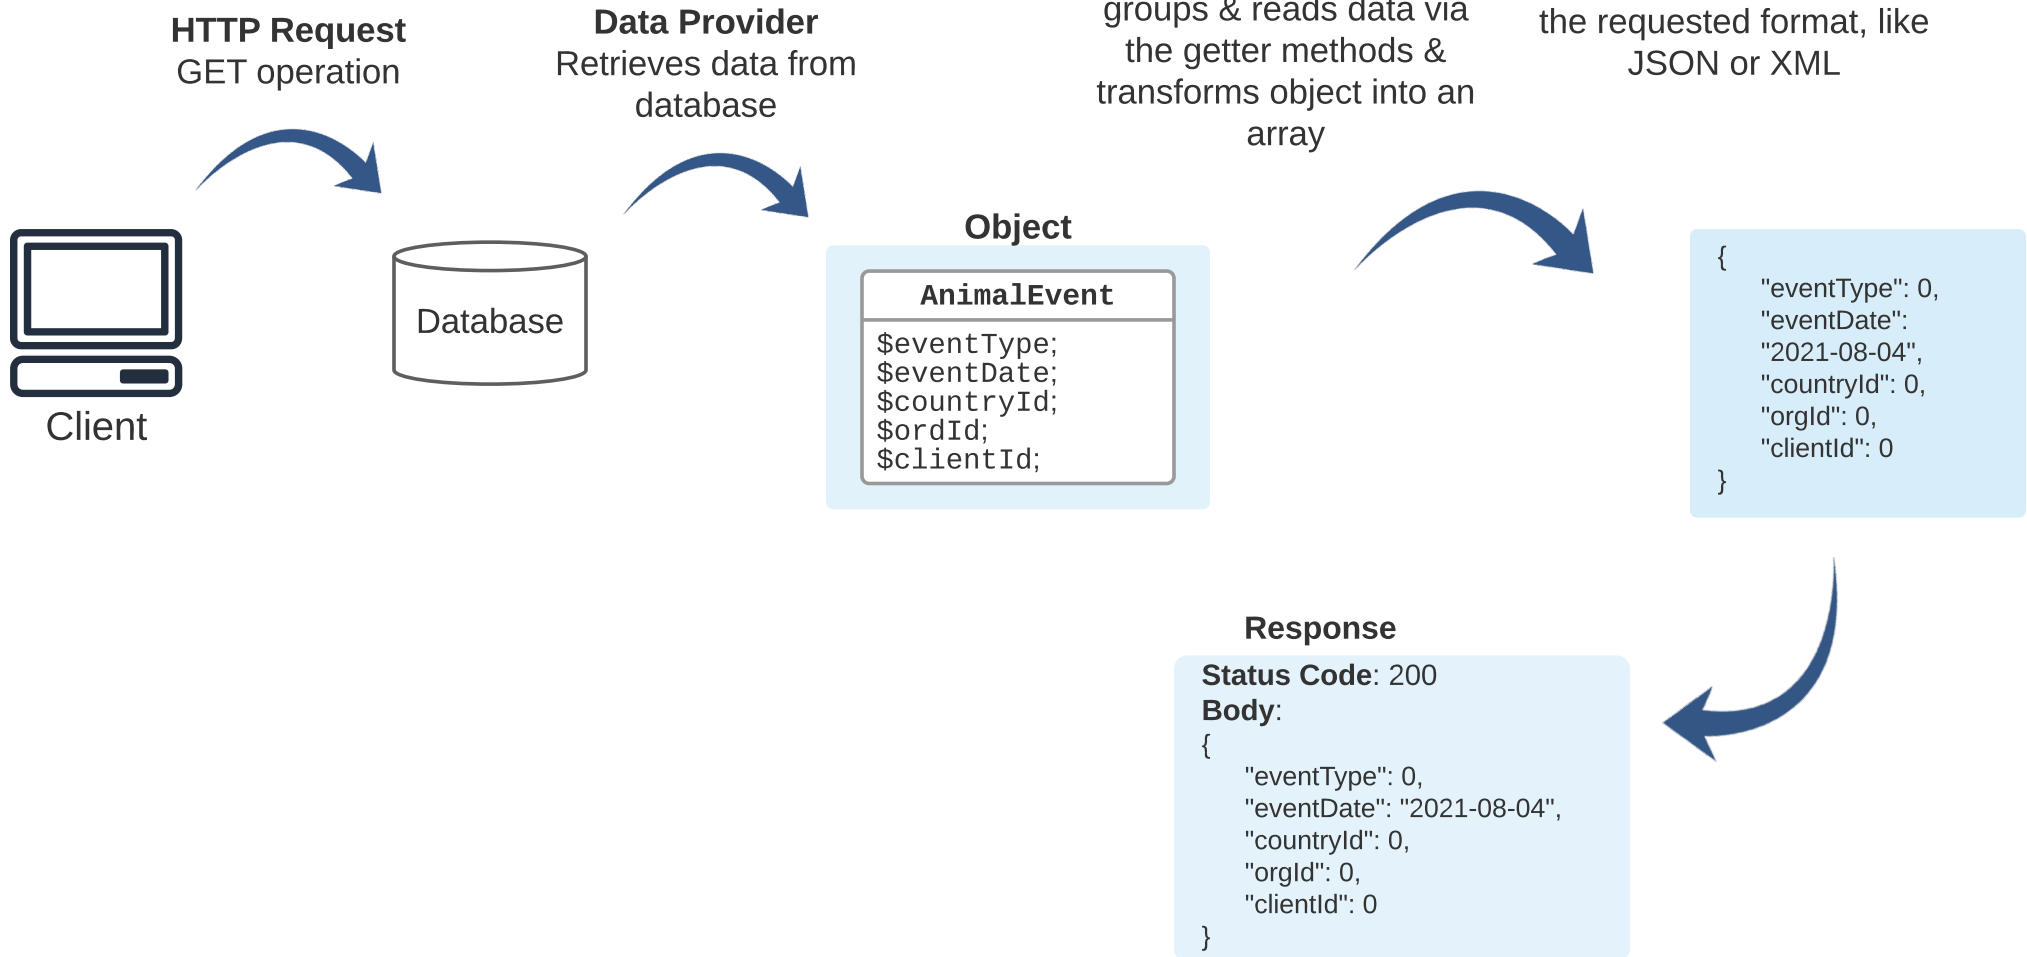 HTTP Request
GET operation
Data Provider
Retrieves data from
database
groups & reads data via
the getter methods &
transforms object into an
array
the requested format, like
JSON or XML
Client
Database
Object
AnimalEvent
$eventType;
$eventDate;
$countryId;
$ordId;
$clientId;
{
"eventType": 0,
"eventDate":
"2021-08-04",
"countryId": 0,
"orgId": 0,
"clientId": 0
}
Response
Status Code: 200
Body:
{
"eventType": 0,
"eventDate": "2021-08-04",
"countryId": 0,
"orgId": 0,
"clientId": 0
}